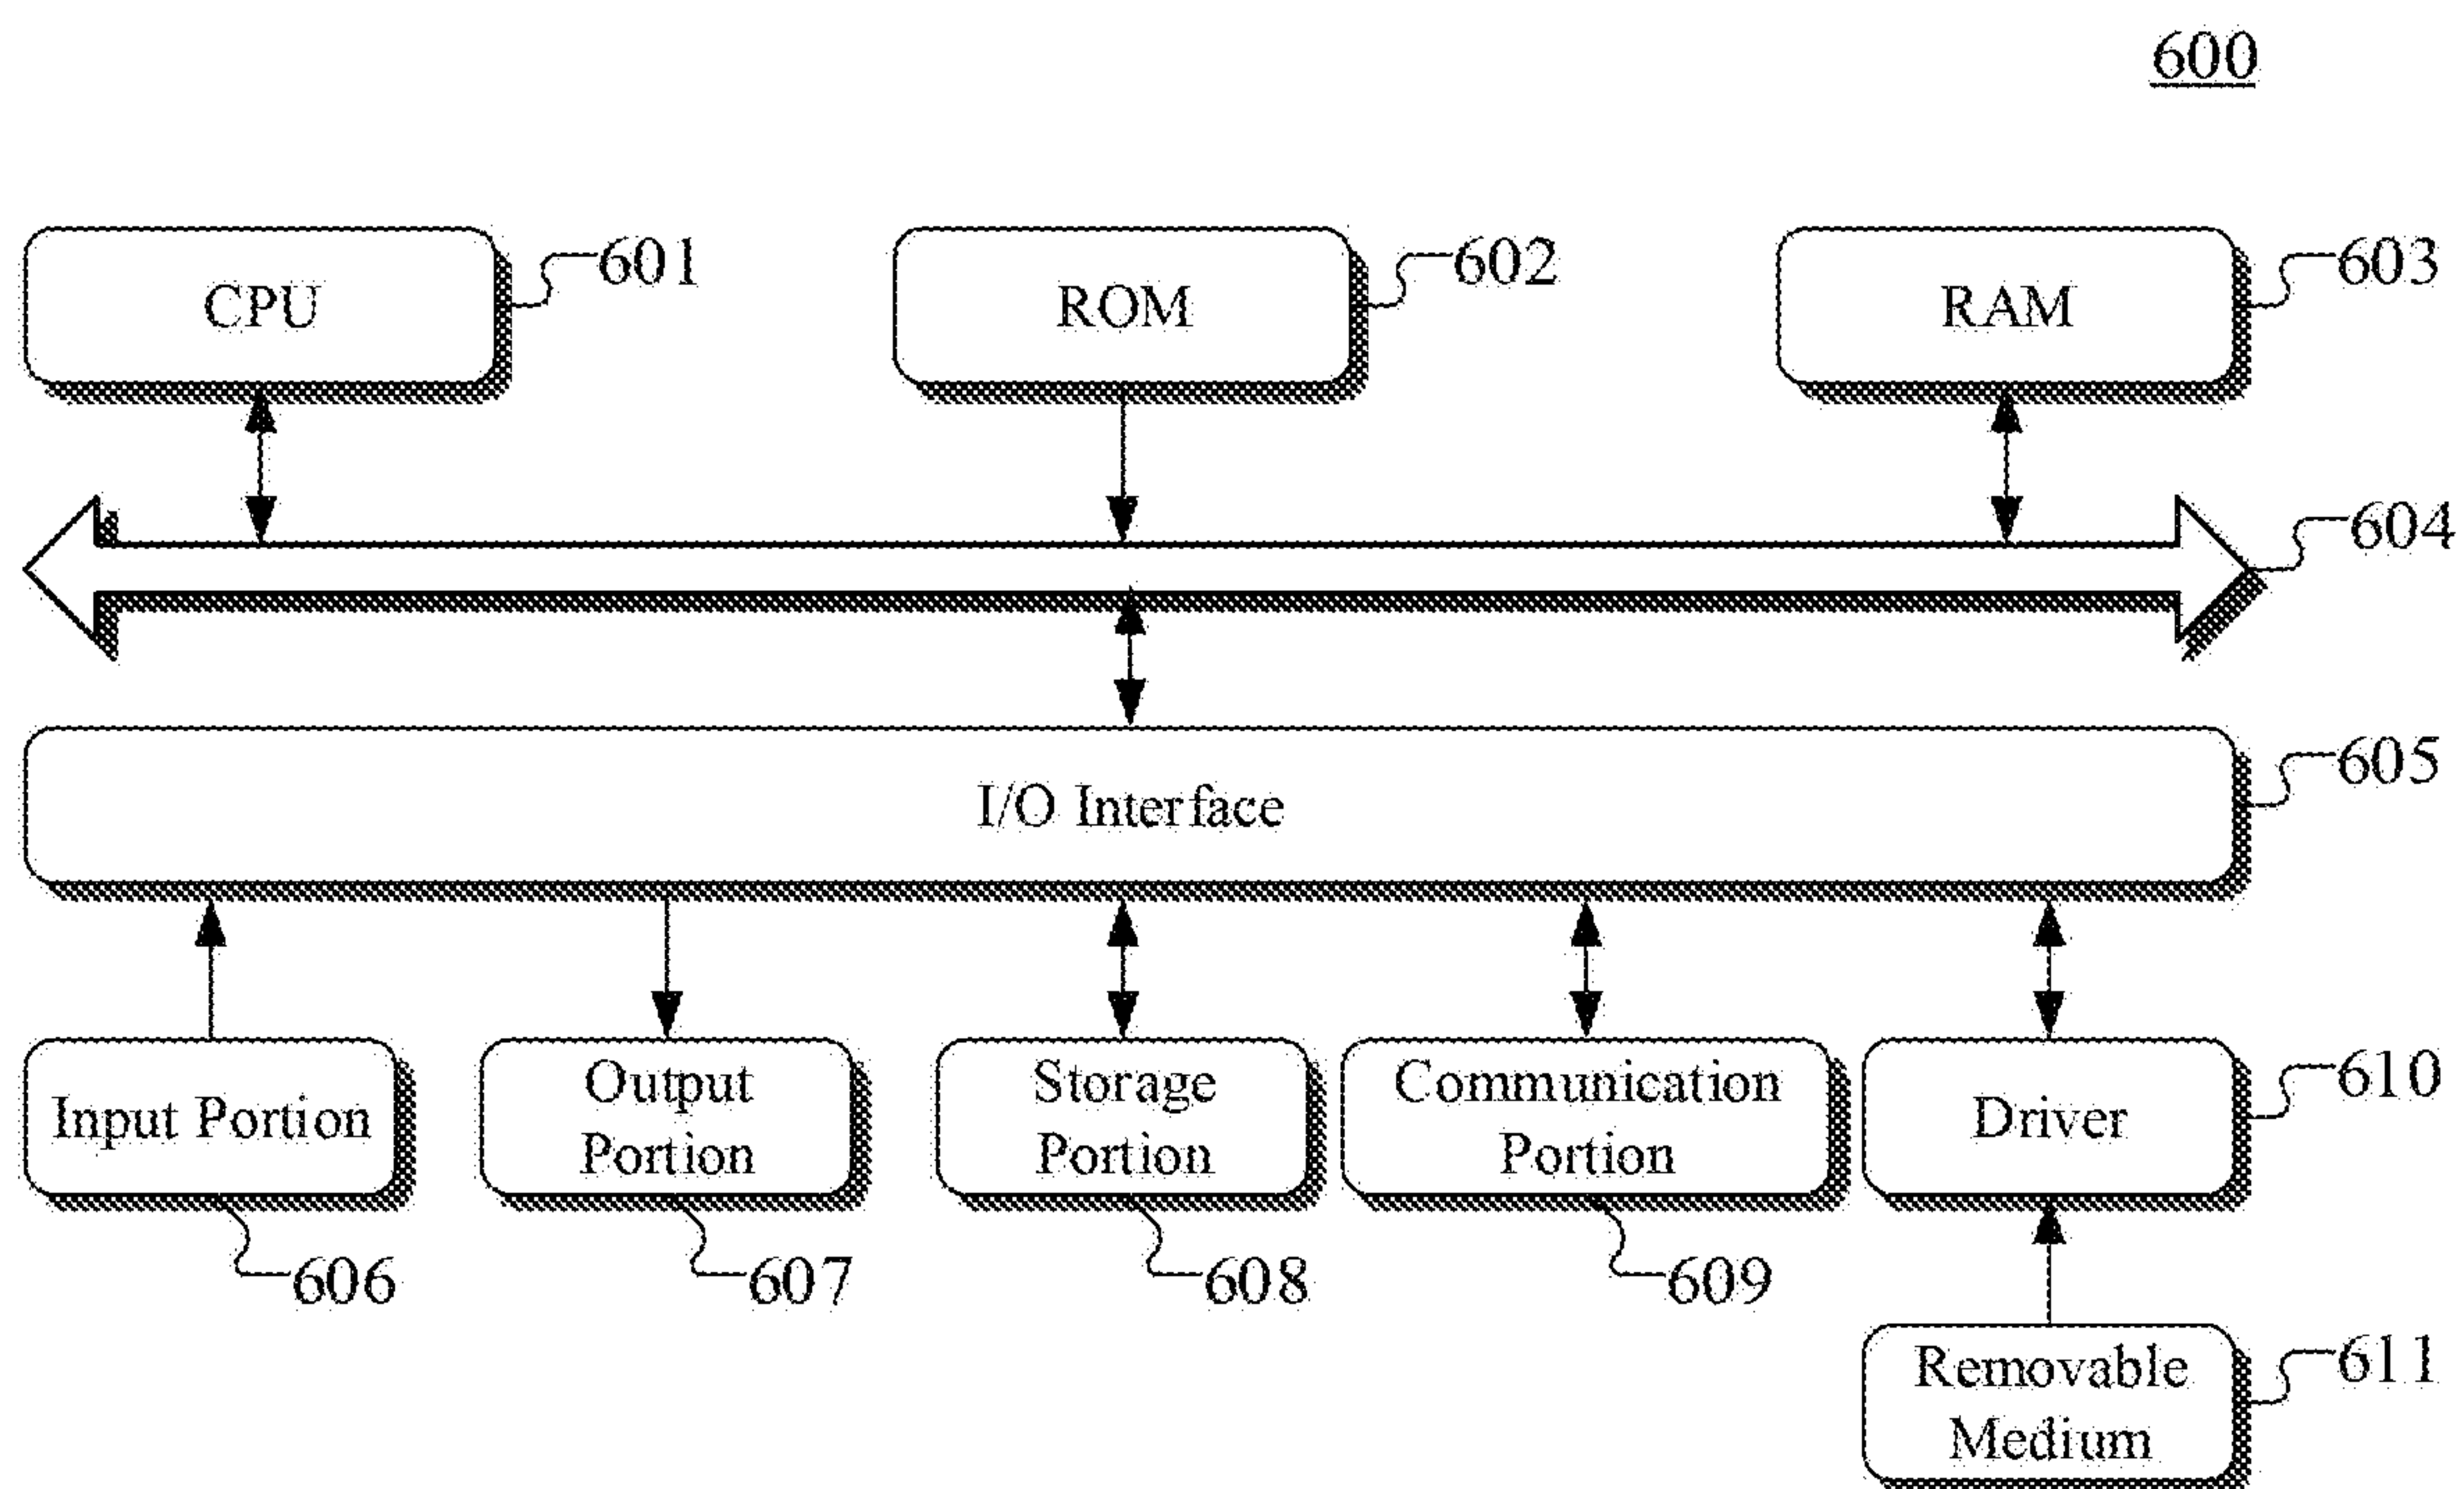 600
CPU
601
ROM
602
RAM
603
604
I/O Interface
605
Input Portion
606
Output
Portion
607
Storage
Portion
608
Communication
Portion
609
Driver
610
Removable
Medium
611